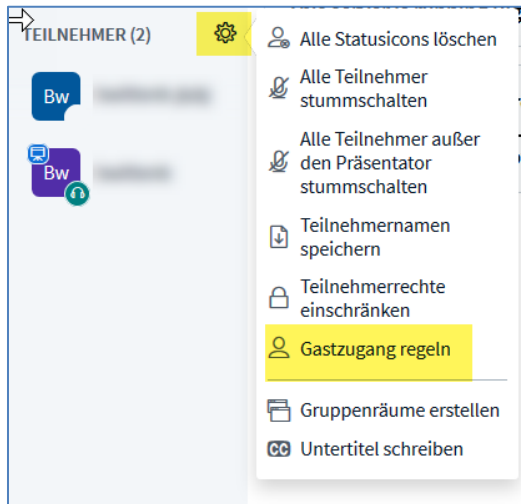 TEILNEHMER (2)
Bw
Bw
Alle Statusicons löschen
Alle Teilnehmer
stummschalten
Alle Teilnehmer außer
den Präsentator
stummschalten
Teilnehmernamen
speichern
Teilnehmerrechte
einschränken
Gastzugang regeln
Gruppenräume erstellen
CC Untertitel schreiben